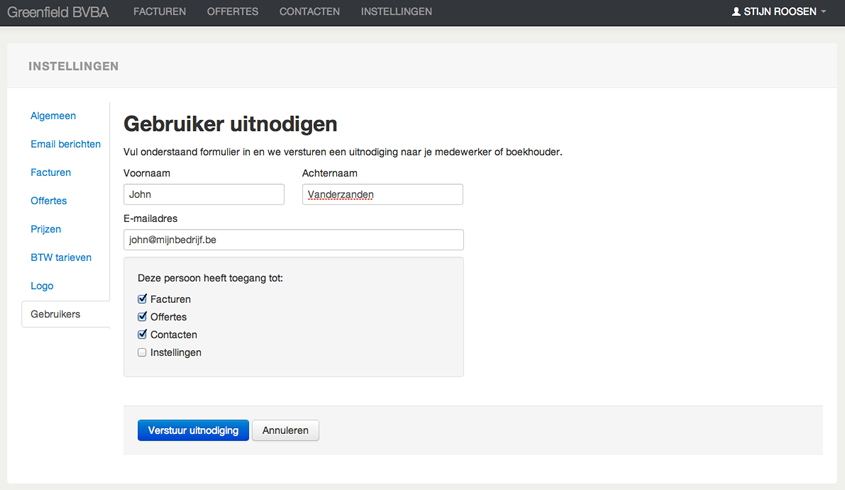 Greenfield BVBA FACTUREN OFFERTES CONTACTEN INSTELLINGEN STIJN ROOSEN
INSTELLINGEN
Algemeen
Email berichten
Facturen
Offertes
Prijzen
BTW tarieven
Logo
Gebruikers
Gebruiker uitnodigen
Vul onderstaand formulier in en we versturen een uitnodiging naar je medewerker of boekhouder.
Voornaam Achternaam
John Vanderzanden
E-mailadres
john@mijnbedrijf.be
Deze persoon heeft toegang tot:
Facturen
Offertes
Contacten
Instellingen
Verstuur uitnodiging Annuleren